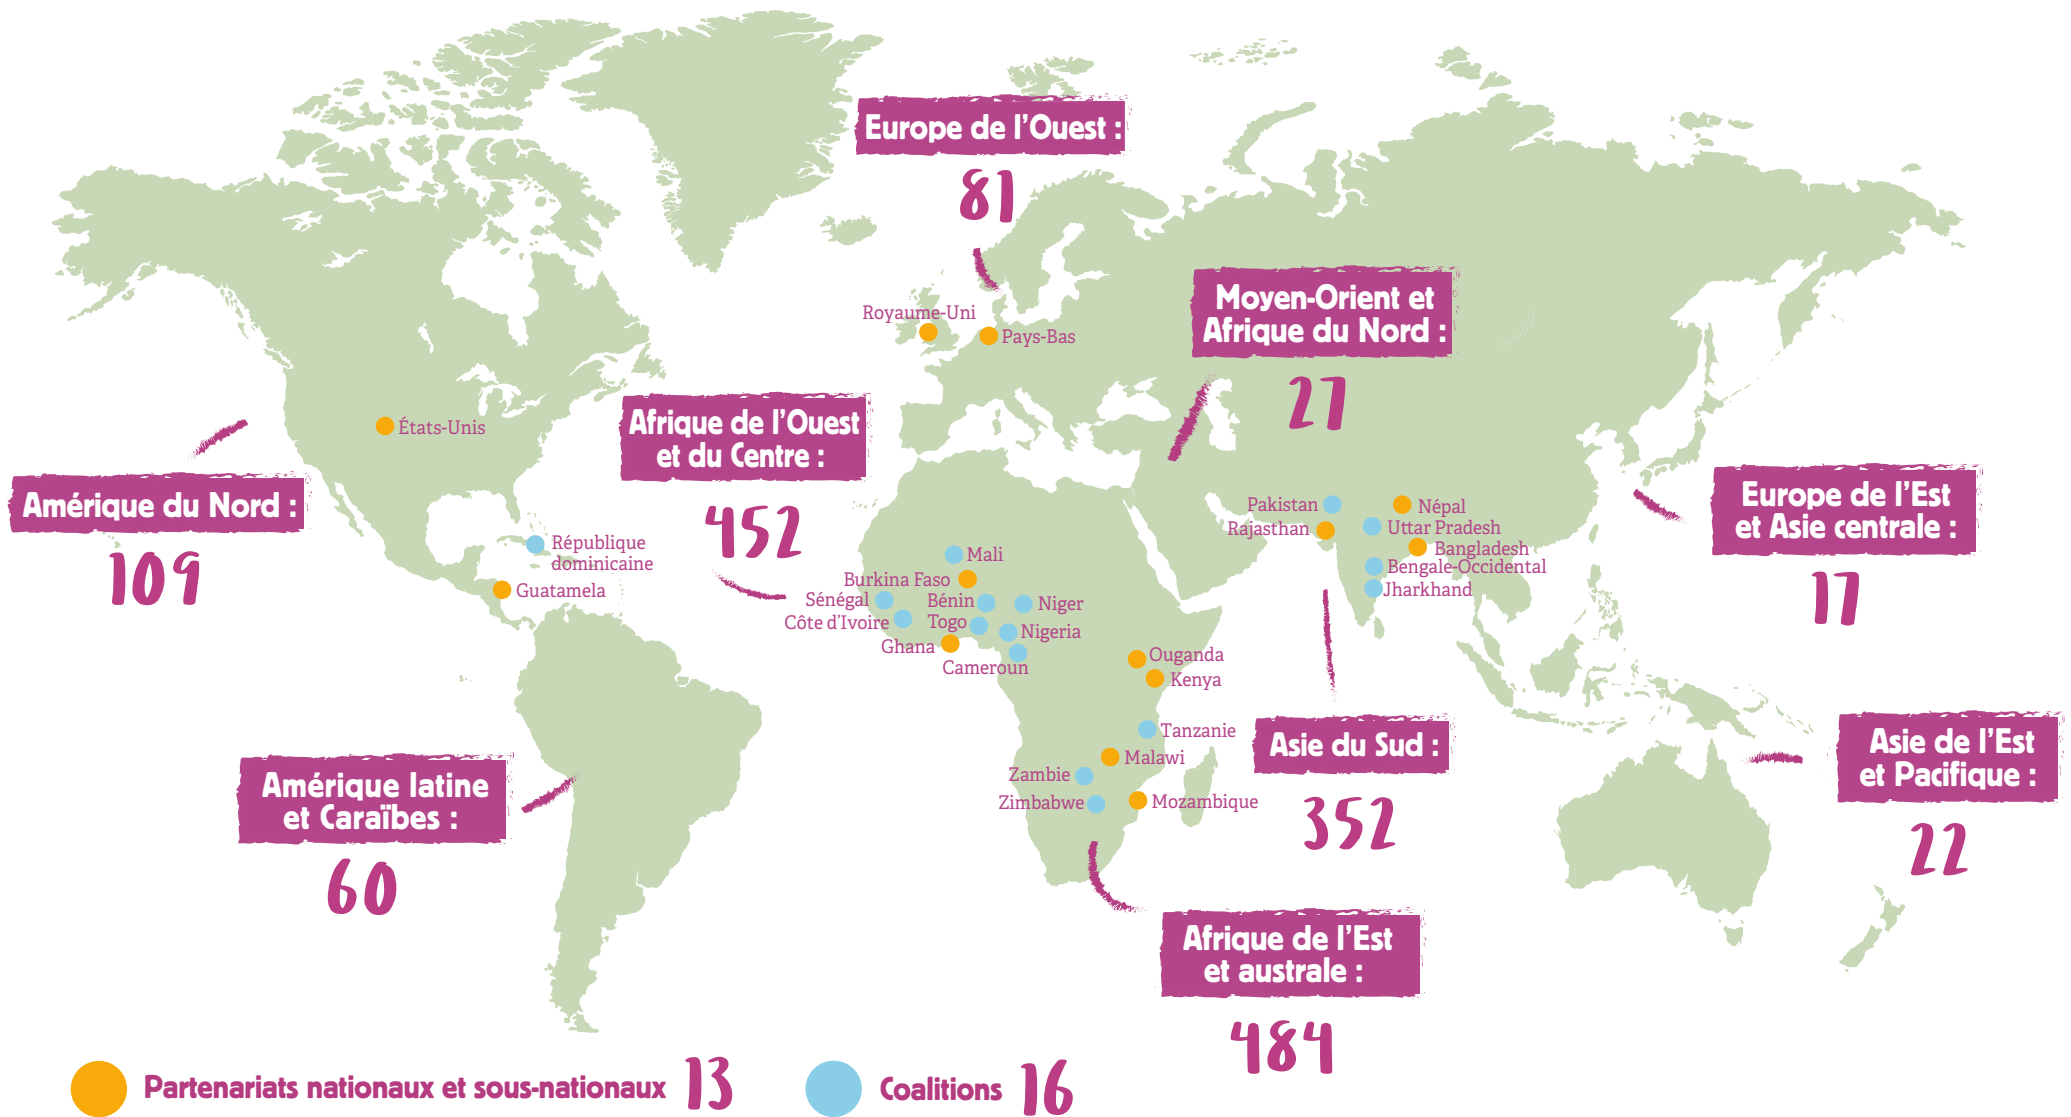 Europe de l'Ouest :
81
Moyen-Orient et
Afrique du Nord :
27
Royaume-Uni
Pays-Bas
États-Unis
Afrique de l'Ouest
et du Centre :
452
Amérique du Nord :
109
Europe de l'Est
et Asie centrale :
17
République
dominicaine
Guatamela
Pakistan
Népal
Rajasthan
Uttar Pradesh
Bangladesh
Bengale-Occidental
Jharkhand
Mali
Burkina Faso
Sénégal
Bénin
Niger
Côte d'Ivoire
Togo
Nigeria
Ghana
Cameroun
Ouganda
Kenya
Tanzanie
Malawi
Zambie
Zimbabwe
Mozambique
Asie du Sud :
352
Asie de l'Est
et Pacifique :
22
Amérique latine
et Caraïbes :
60
Afrique de l'Est
et australe :
484
Partenariats nationaux et sous-nationaux 13
Coalitions 16